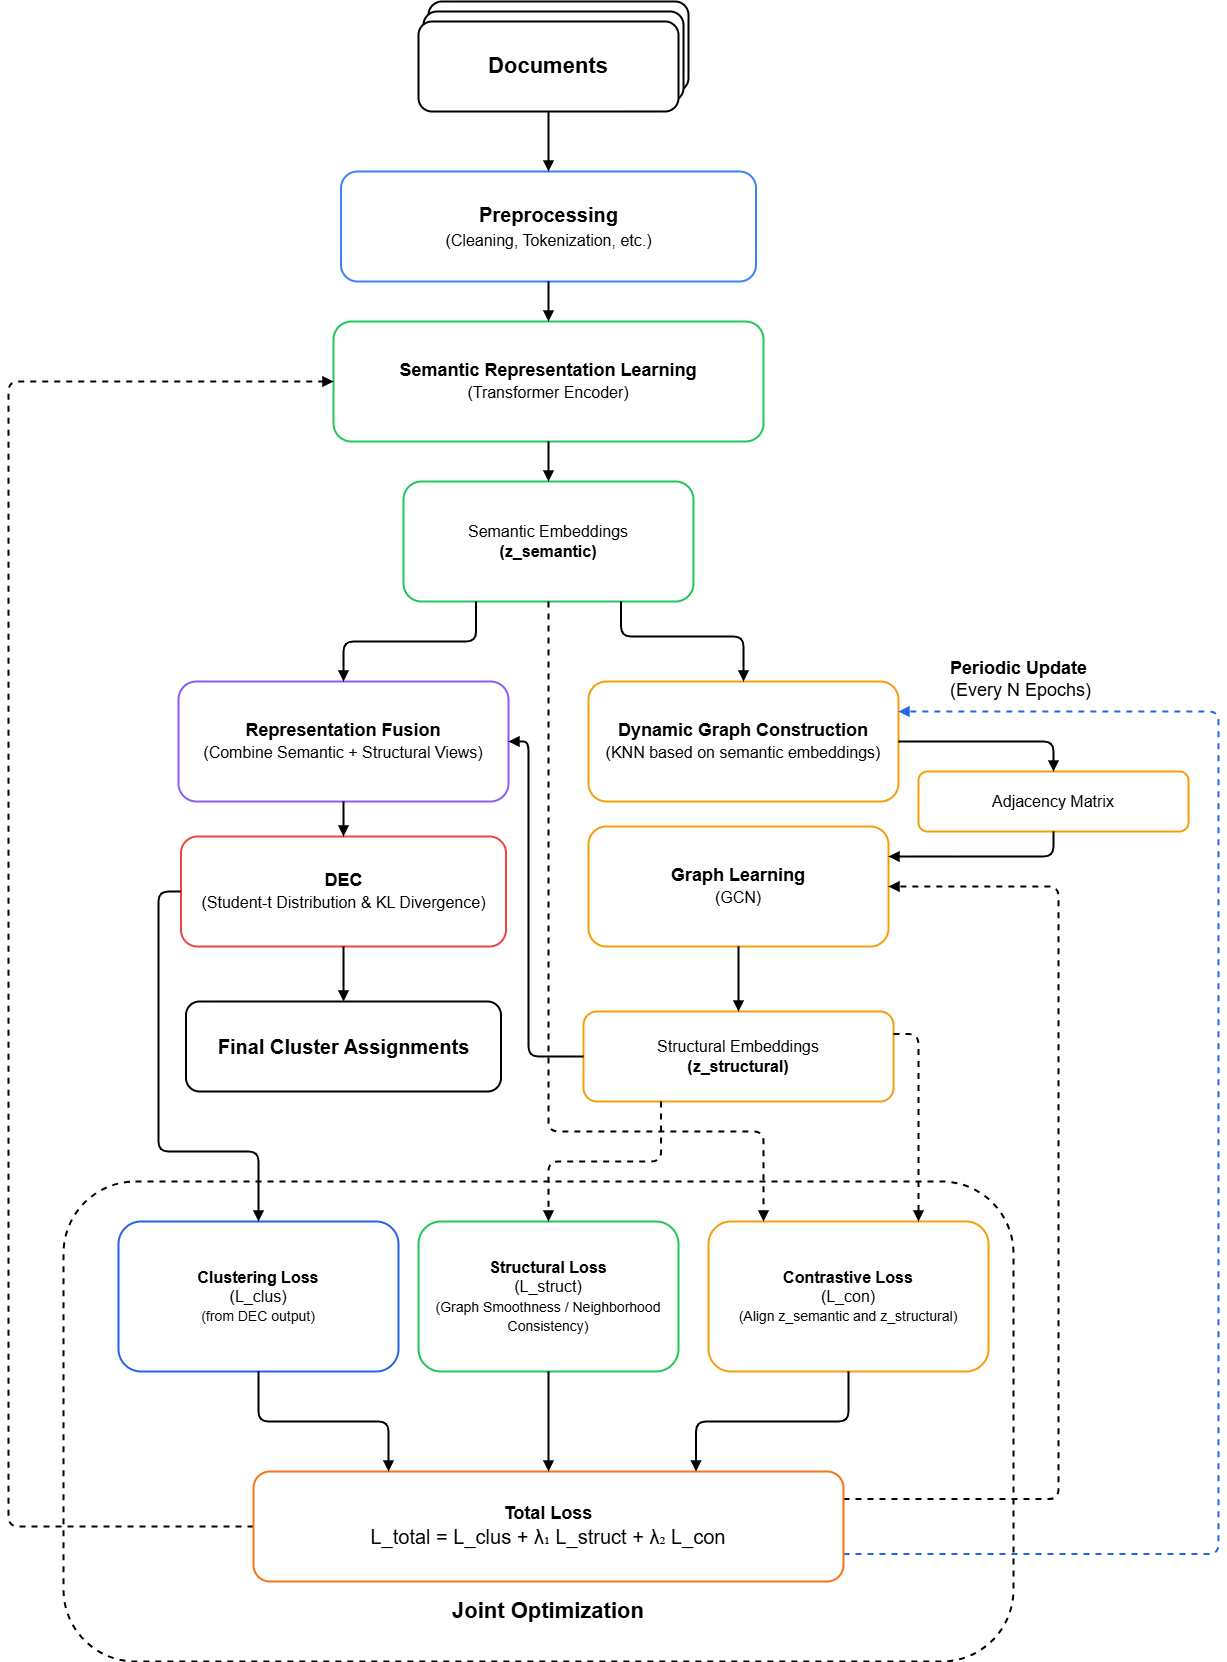 Documents
Preprocessing
(Cleaning, Tokenization, etc.)
Semantic Representation Learning
(Transformer Encoder)
Semantic Embeddings
(z_semantic)
Periodic Update
(Every N Epochs)
Representation Fusion
(Combine Semantic + Structural Views)
Dynamic Graph Construction
(KNN based on semantic embeddings)
Adjacency Matrix
DEC
(Student-t Distribution & KL Divergence)
Graph Learning
(GCN)
Final Cluster Assignments
Structural Embeddings
(z_structural)
Clustering Loss
(L_clus)
(from DEC output)
Structural Loss
(L_struct)
(Graph Smoothness / Neighborhood
Consistency)
Contrastive Loss
(L_con)
(Align z_semantic and z_structural)
Total Loss
L_total = L_clus + λ₁ L_struct + λ₂ L_con
Joint Optimization